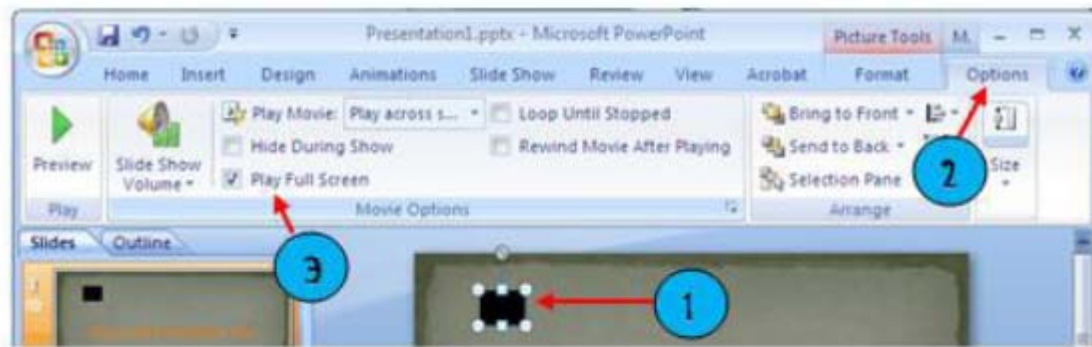 Presentation1.pptx - Microsoft PowerPoint Picture Tools M.
Home Insert Design Animations Slide Show Review View Acrobat Format Options
Play Movie: Play across s... Loop Until Stopped Bring to Front
Hide During Show Rewind Movie After Playing Send to Back
Preview Slide Show Volume Play Full Screen Selection Pane Size
Play Movie Options Arrange
2
Slides Outline
3
1